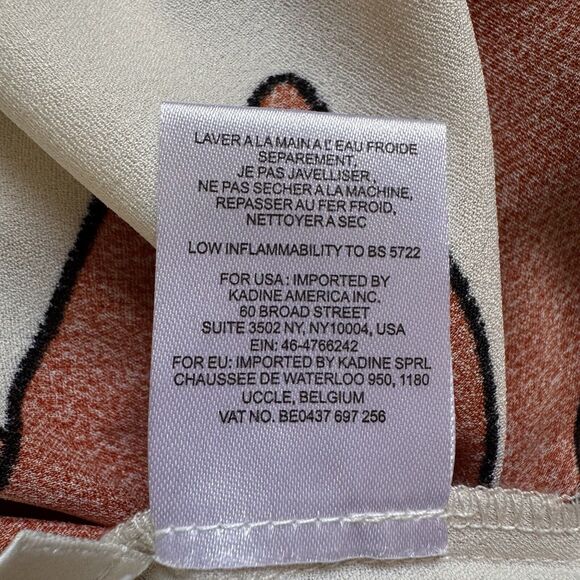 LAVER A LA MAIN A L' EAU FROIDE
SEPAREMENT,
JE PAS JAVELLISER,
NE PAS SECHER A LA MACHINE,
REPASSER AU FER FROID,
NETTOYER A SEC
LOW INFLAMMABILITY TO BS 5722
FOR USA : IMPORTED BY
KADINE AMERICA INC.
60 BROAD STREET
SUITE 3502 NY, NY10004, USA
EIN: 46-4766242
FOR EU: IMPORTED BY KADINE SPRL
CHAUSSEE DE WATERLOO 950, 1180
UCCLE, BELGIUM
VAT NO. BE0437 697 256